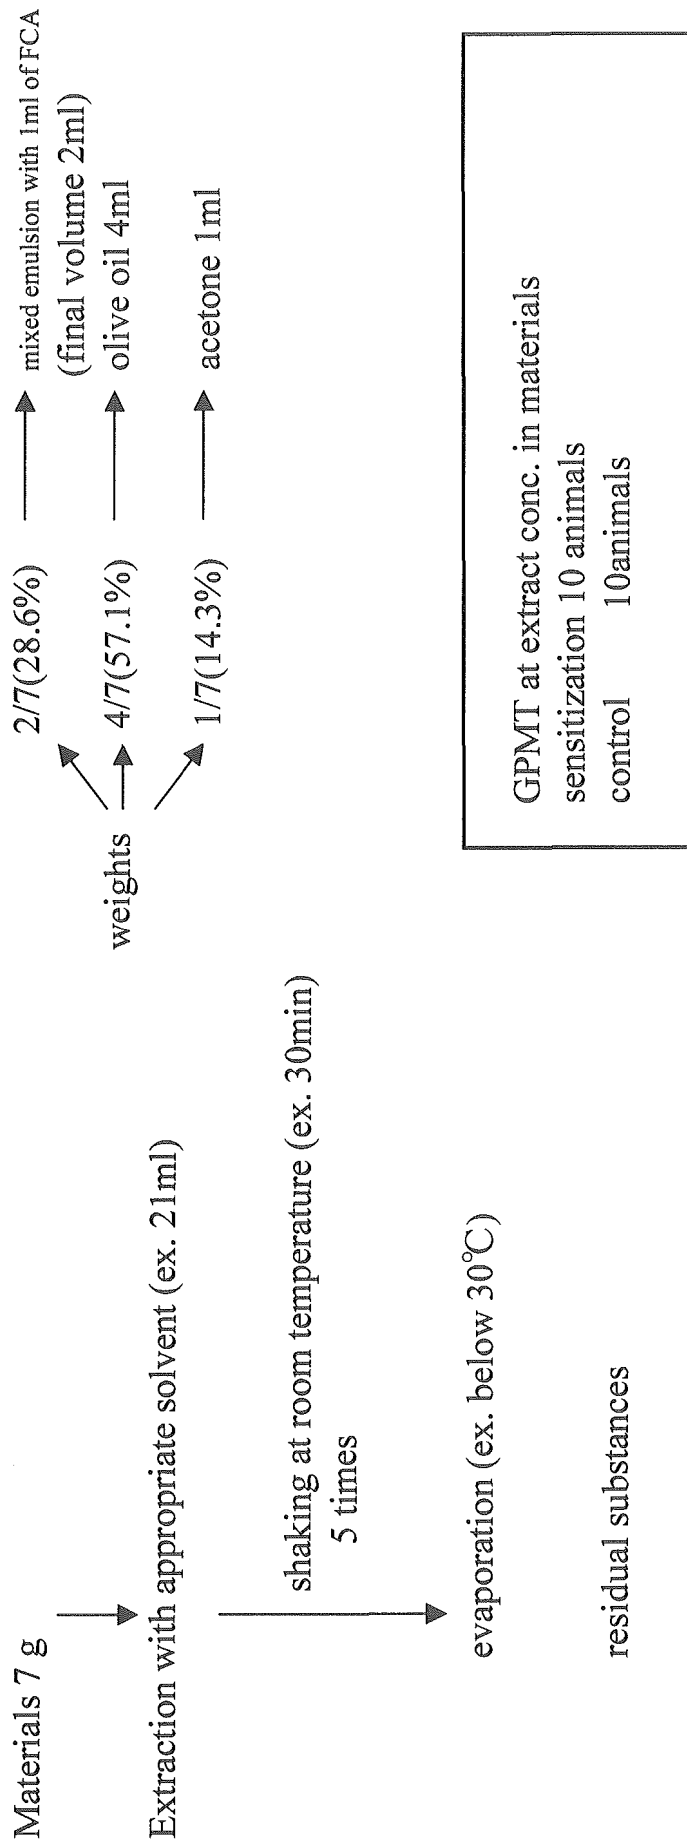 Materials 7 g
Extraction with appropriate solvent (ex. 21ml)
shaking at room temperature (ex. 30min)
5 times
evaporation (ex. below 30℃)
residual substances
weights
2/7(28.6%)
mixed emulsion with 1ml of FCA
(final volume 2ml)
4/7(57.1%)
olive oil 4ml
1/7(14.3%)
acetone 1ml
GPMT at extract conc. in materials
sensitization 10 animals
control 10animals